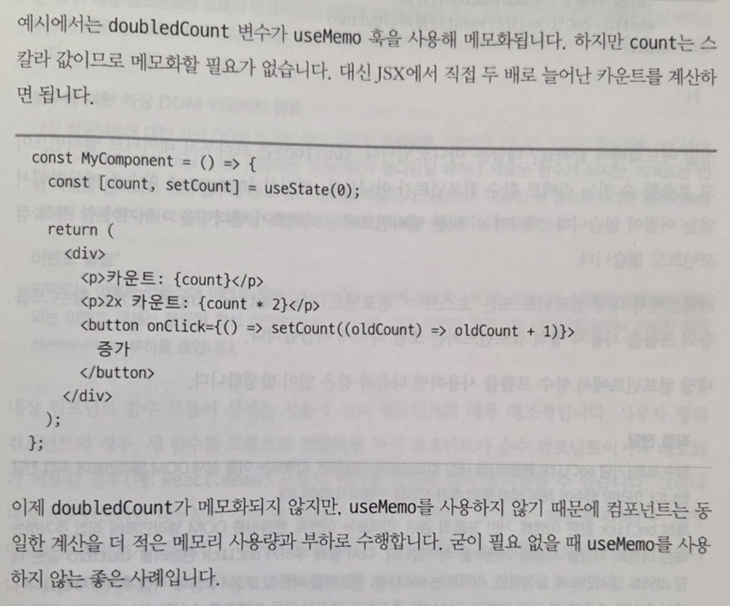 예시에서는 doubledCount 변수가 useMemo 훅을 사용해 메모화됩니다. 하지만 count는 스
칼라 값이므로 메모화할 필요가 없습니다. 대신 JSX에서 직접 두 배로 늘어난 카운트를 계산하
면 됩니다.
const MyComponent = () => {
  const [count, setCount] = useState(0);
  return (
    <div>
      <p>카운트: {count}</p>
      <p>2x 카운트: {count * 2}</p>
      <button onClick={() => setCount((oldCount) => oldCount + 1)}>
        증가
      </button>
    </div>
  );
};
이제 doubledCount가 메모화되지 않지만, useMemo를 사용하지 않기 때문에 컴포넌트는 동
일한 계산을 더 적은 메모리 사용량과 부하로 수행합니다. 굳이 필요 없을 때 useMemo를 사용
하지 않는 좋은 사례입니다.